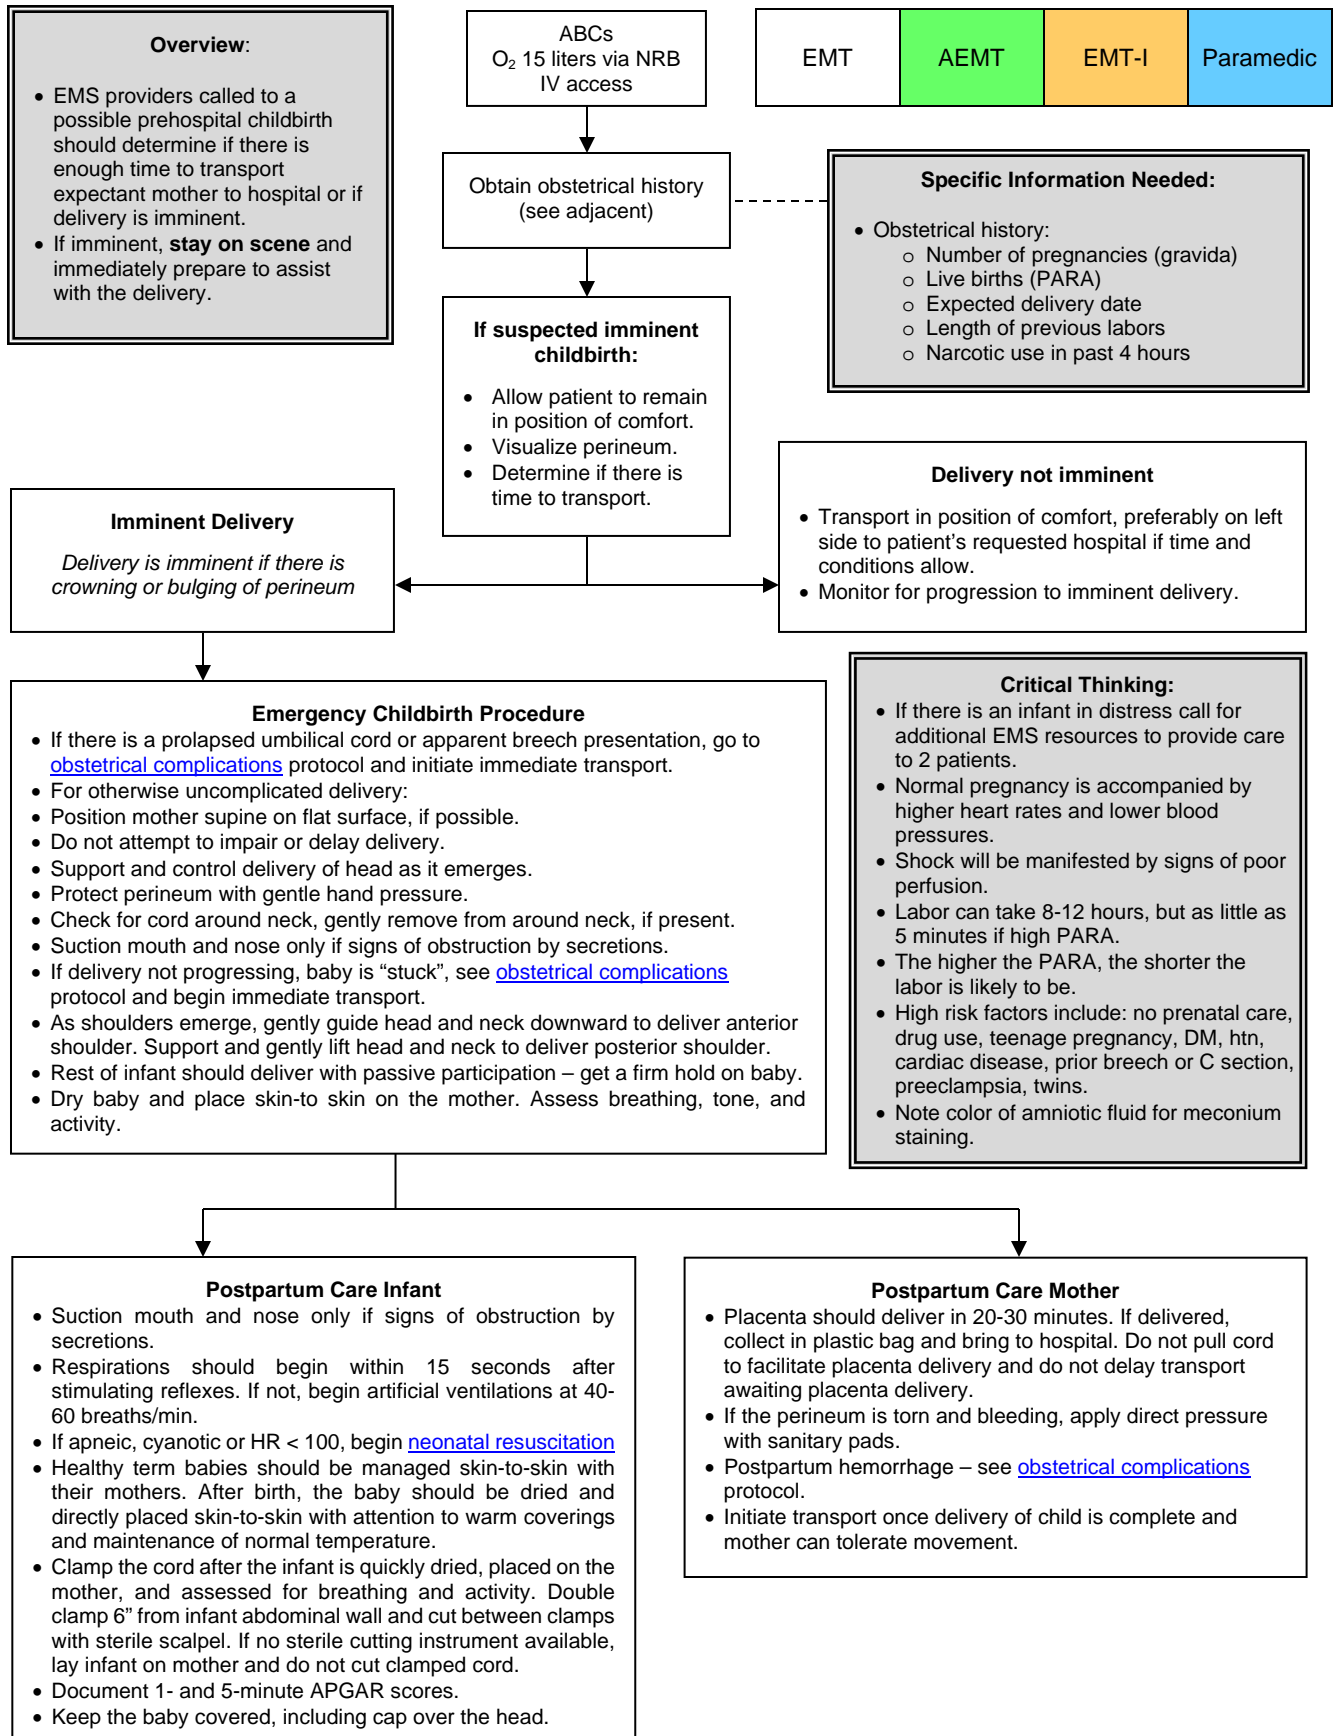 Overview:
• EMS providers called to a
possible prehospital childbirth
should determine if there is
enough time to transport
expectant mother to hospital or if
delivery is imminent.
• If imminent, stay on scene and
immediately prepare to assist
with the delivery.
ABCs
O₂ 15 liters via NRB
IV access
EMT
AEMT
EMT-I
Paramedic
Obtain obstetrical history
(see adjacent)
Specific Information Needed:
• Obstetrical history:
o Number of pregnancies (gravida)
o Live births (PARA)
o Expected delivery date
o Length of previous labors
o Narcotic use in past 4 hours
If suspected imminent
childbirth:
• Allow patient to remain
in position of comfort.
• Visualize perineum.
• Determine if there is
time to transport.
Imminent Delivery
Delivery is imminent if there is
crowning or bulging of perineum
Delivery not imminent
• Transport in position of comfort, preferably on left
side to patient's requested hospital if time and
conditions allow.
• Monitor for progression to imminent delivery.
Emergency Childbirth Procedure
• If there is a prolapsed umbilical cord or apparent breech presentation, go to
obstetrical complications protocol and initiate immediate transport.
• For otherwise uncomplicated delivery:
• Position mother supine on flat surface, if possible.
• Do not attempt to impair or delay delivery.
• Support and control delivery of head as it emerges.
• Protect perineum with gentle hand pressure.
• Check for cord around neck, gently remove from around neck, if present.
• Suction mouth and nose only if signs of obstruction by secretions.
• If delivery not progressing, baby is “stuck”, see obstetrical complications
protocol and begin immediate transport.
• As shoulders emerge, gently guide head and neck downward to deliver anterior
shoulder. Support and gently lift head and neck to deliver posterior shoulder.
• Rest of infant should deliver with passive participation – get a firm hold on baby.
• Dry baby and place skin-to skin on the mother. Assess breathing, tone, and
activity.
Critical Thinking:
• If there is an infant in distress call for
additional EMS resources to provide care
to 2 patients.
• Normal pregnancy is accompanied by
higher heart rates and lower blood
pressures.
• Shock will be manifested by signs of poor
perfusion.
• Labor can take 8-12 hours, but as little as
5 minutes if high PARA.
• The higher the PARA, the shorter the
labor is likely to be.
• High risk factors include: no prenatal care,
drug use, teenage pregnancy, DM, htn,
cardiac disease, prior breech or C section,
preeclampsia, twins.
• Note color of amniotic fluid for meconium
staining.
Postpartum Care Infant
• Suction mouth and nose only if signs of obstruction by
secretions.
• Respirations should begin within 15 seconds after
stimulating reflexes. If not, begin artificial ventilations at 40-
60 breaths/min.
• If apneic, cyanotic or HR < 100, begin neonatal resuscitation
• Healthy term babies should be managed skin-to-skin with
their mothers. After birth, the baby should be dried and
directly placed skin-to-skin with attention to warm coverings
and maintenance of normal temperature.
• Clamp the cord after the infant is quickly dried, placed on the
mother, and assessed for breathing and activity. Double
clamp 6” from infant abdominal wall and cut between clamps
with sterile scalpel. If no sterile cutting instrument available,
lay infant on mother and do not cut clamped cord.
• Document 1- and 5-minute APGAR scores.
• Keep the baby covered, including cap over the head.
Postpartum Care Mother
• Placenta should deliver in 20-30 minutes. If delivered,
collect in plastic bag and bring to hospital. Do not pull cord
to facilitate placenta delivery and do not delay transport
awaiting placenta delivery.
• If the perineum is torn and bleeding, apply direct pressure
with sanitary pads.
• Postpartum hemorrhage – see obstetrical complications
protocol.
• Initiate transport once delivery of child is complete and
mother can tolerate movement.